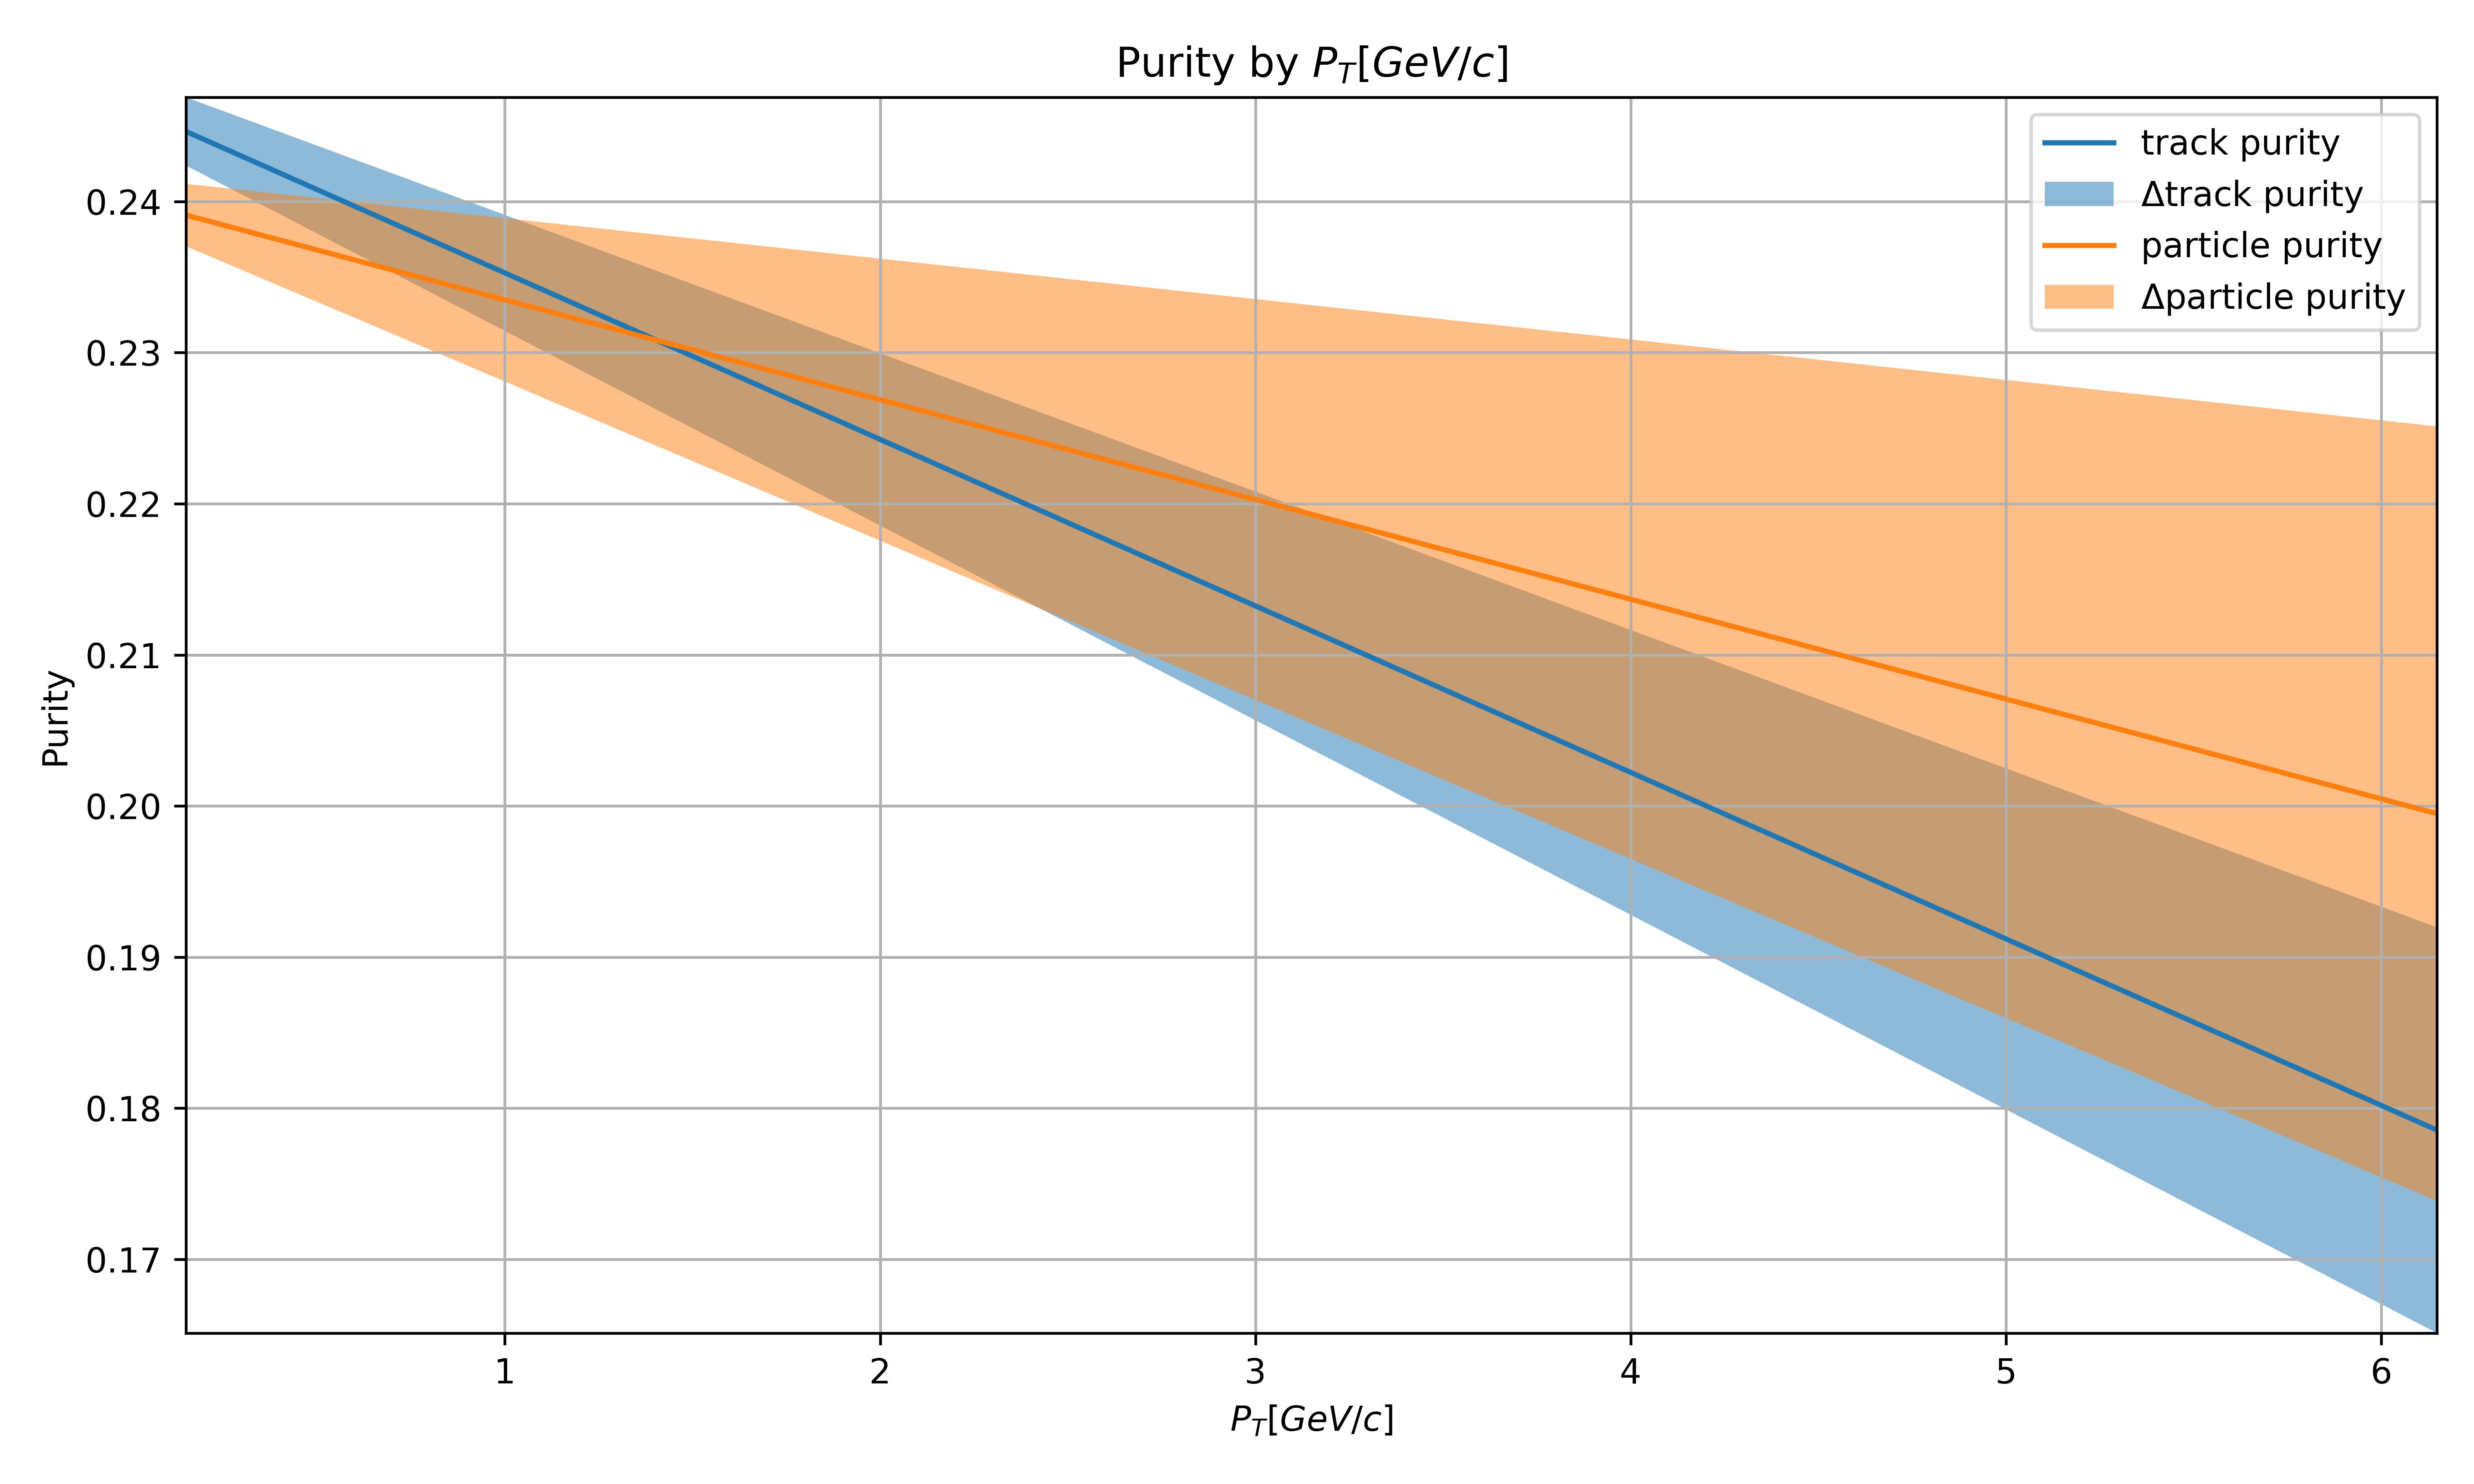 Purity by P_T[GeV/c]
track purity
Δtrack purity
particle purity
Δparticle purity
0.24
0.23
0.22
0.21
0.20
0.19
0.18
0.17
Purity
1 2 3 4 5 6
P_T[GeV/c]